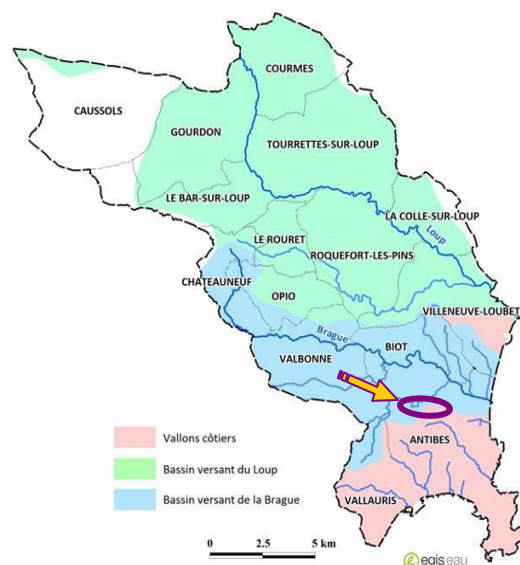 COURMES
CAUSSOLS
GOURDON
TOURRETTES-SUR-LOUP
LE BAR-SUR-LOUP
LA COLLE-SUR-LOUP
Loup
LE ROURET
ROQUEFORT-LES-PINS
CHATEAUNEUF
OPIO
VILLENEUVE-LOUBET
Brague
BIOT
VALBONNE
Vallons côtiers
ANTIBES
Bassin versant du Loup
Bassin versant de la Brague
VALLAURIS
0 2.5 5 km
egis eau